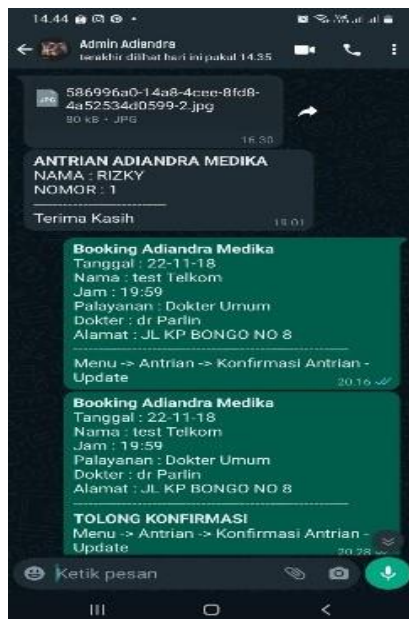 14.44
Admin Adiandra
terakhir dilihat hari ini pukul 14.35
586996a0-14a8-4cee-8fd8-
4a52534d0599-2.jpg
80 kB • JPG
16.30
ANTRIAN ADIANDRA MEDIKA
NAMA : RIZKY
NOMOR : 1
Terima Kasih
19.01
Booking Adiandra Medika
Tanggal : 22-11-18
Nama : test Telkom
Jam : 19:59
Palayanan : Dokter Umum
Dokter : dr Parlin
Alamat : JL KP BONGO NO 8
Menu -> Antrian -> Konfirmasi Antrian -
Update
20.16
Booking Adiandra Medika
Tanggal : 22-11-18
Nama : test Telkom
Jam : 19:59
Palayanan : Dokter Umum
Dokter : dr Parlin
Alamat : JL KP BONGO NO 8
TOLONG KONFIRMASI
Menu -> Antrian -> Konfirmasi Antrian -
Update
20.28
Ketik pesan